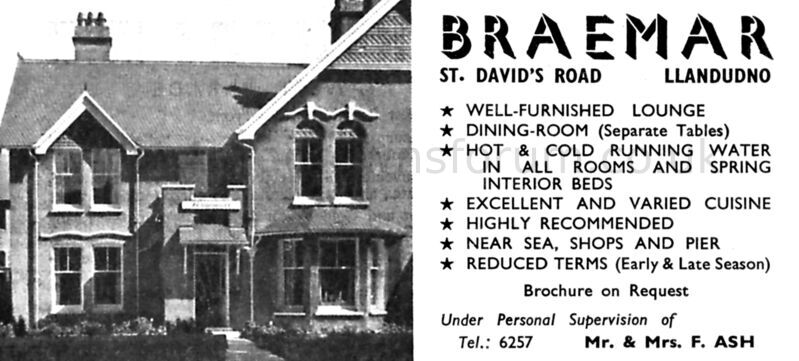 BRAEMAR
ST. DAVID'S ROAD LLANDUDNO
★ WELL-FURNISHED LOUNGE
★ DINING-ROOM (Separate Tables)
★ HOT & COLD RUNNING WATER
IN ALL ROOMS AND SPRING
INTERIOR BEDS
★ EXCELLENT AND VARIED CUISINE
★ HIGHLY RECOMMENDED
★ NEAR SEA, SHOPS AND PIER
★ REDUCED TERMS (Early & Late Season)
Brochure on Request
Under Personal Supervision of
Tel.: 6257 Mr. & Mrs. F. ASH